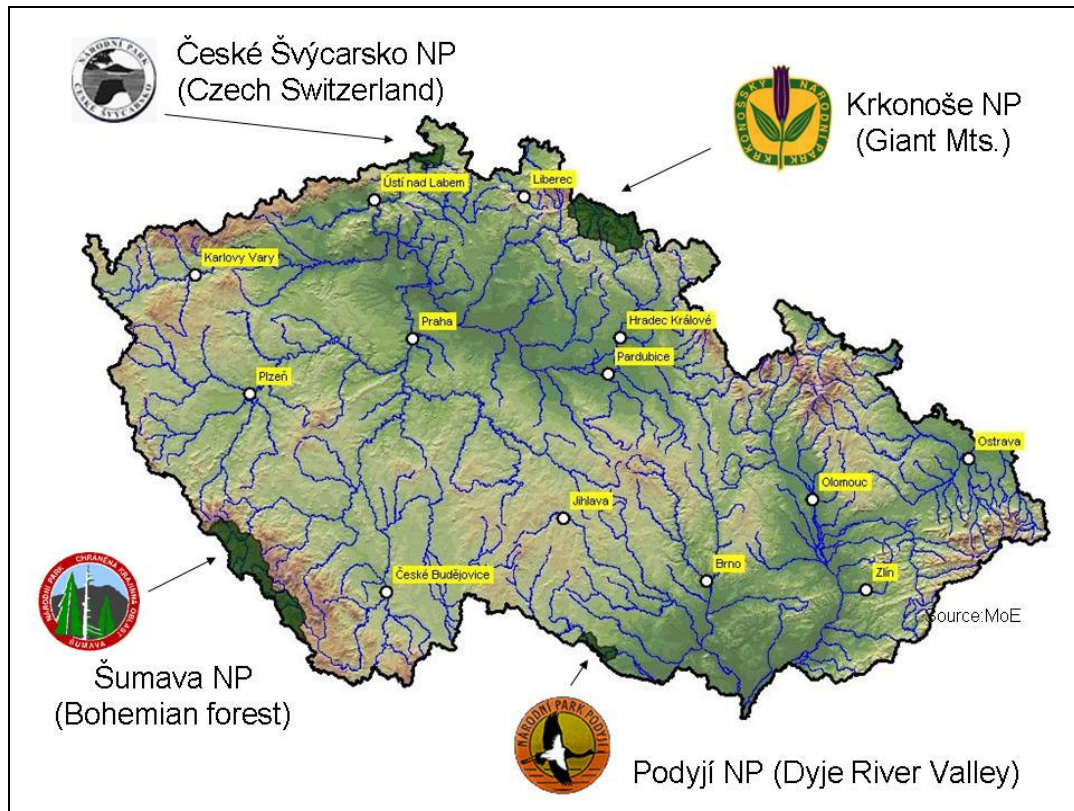 NÁRODNÍ PARK
ČESKÉ ŠVÝCARSKO
České Švýcarsko NP
(Czech Switzerland)
KRKONOŠSKÝ NÁRODNÍ PARK
Krkonoše NP
(Giant Mts.)
Ústí nad Labem
Liberec
Karlovy Vary
Praha
Hradec Králové
Pardubice
Plzeň
Ostrava
Olomouc
Jihlava
Brno
České Budějovice
Zlín
Source:MoE
NÁRODNÍ PARK CHRÁNĚNÁ KRAJINNÁ OBLAST
ŠUMAVA
Šumava NP
(Bohemian forest)
NÁRODNÍ PARK PODYJÍ
Podyjí NP (Dyje River Valley)